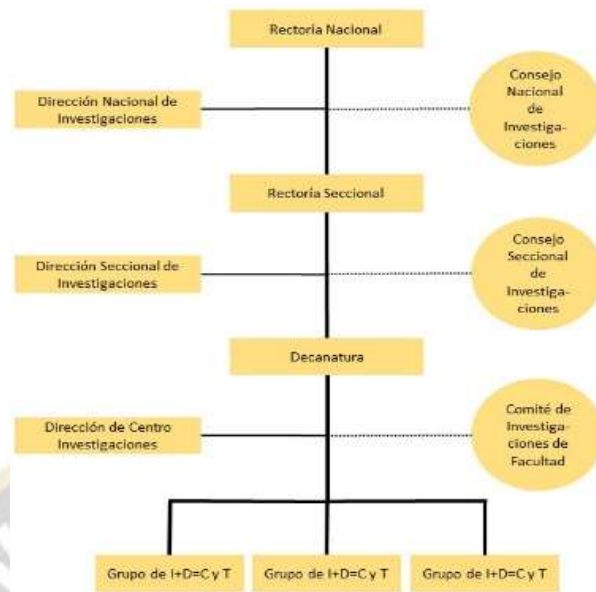 Rectoria Nacional
Dirección Nacional de
Investigaciones
Consejo
Nacional
de
Investiga-
ciones
Rectoría Seccional
Dirección Seccional de
Investigaciones
Consejo
Seccional
de
Investiga-
ciones
Decanatura
Dirección de Centro
Investigaciones
Comité de
Investiga-
ciones de
Facultad
Grupo de I+D=C y T
Grupo de I+D=C y T
Grupo de I+D=C y T